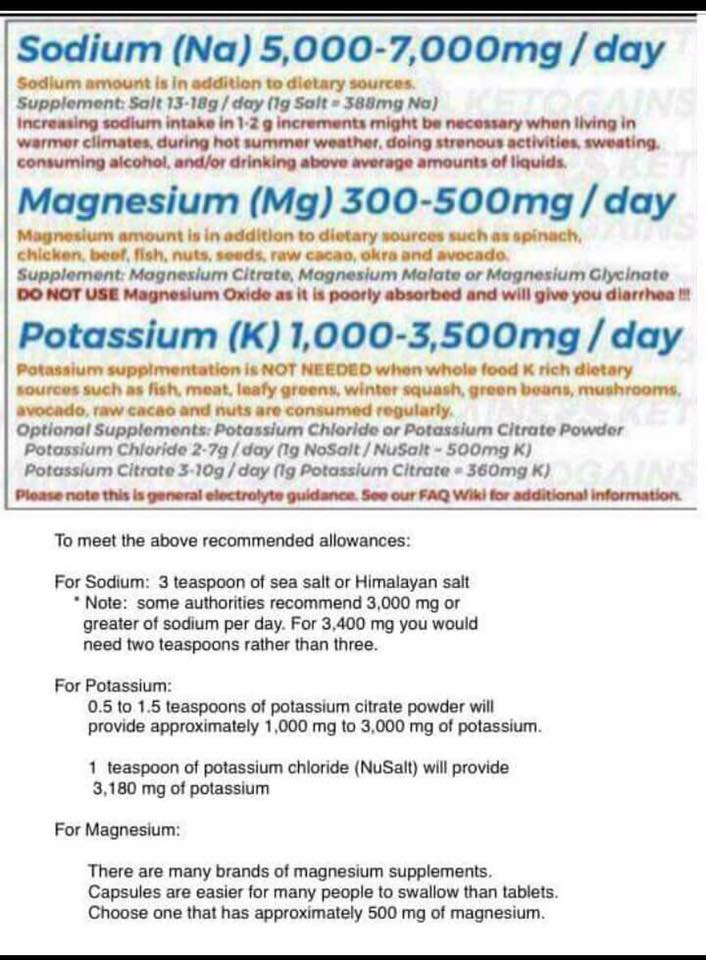 Sodium (Na) 5,000-7,000mg / day
Sodium amount is in addition to dietary sources.
Supplement: Salt 13-18g / day (1g Salt = 388mg Na)
Increasing sodium intake in 1-2 g increments might be necessary when living in
warmer climates, during hot summer weather, doing strenous activities, sweating,
consuming alcohol, and/or drinking above average amounts of liquids.
Magnesium (Mg) 300-500mg / day
Magnesium amount is in addition to dietary sources such as spinach,
chicken, beef, fish, nuts, seeds, raw cacao, okra and avocado.
Supplement: Magnesium Citrate, Magnesium Malate or Magnesium Glycinate
DO NOT USE Magnesium Oxide as it is poorly absorbed and will give you diarrhea !!!
Potassium (K) 1,000-3,500mg / day
Potassium supplmentation is NOT NEEDED when whole food K rich dietary
sources such as fish, meat, leafy greens, winter squash, green beans, mushrooms,
avocado, raw cacao and nuts are consumed regularly.
Optional Supplements: Potassium Chloride or Potassium Citrate Powder
Potassium Chloride 2-7g / day (1g NoSalt / NuSalt ~ 500mg K)
Potassium Citrate 3-10g / day (1g Potassium Citrate = 360mg K)
Please note this is general electrolyte guidance. See our FAQ Wiki for additional information.
To meet the above recommended allowances:
For Sodium: 3 teaspoon of sea salt or Himalayan salt
* Note: some authorities recommend 3,000 mg or
greater of sodium per day. For 3,400 mg you would
need two teaspoons rather than three.
For Potassium:
0.5 to 1.5 teaspoons of potassium citrate powder will
provide approximately 1,000 mg to 3,000 mg of potassium.
1 teaspoon of potassium chloride (NuSalt) will provide
3,180 mg of potassium
For Magnesium:
There are many brands of magnesium supplements.
Capsules are easier for many people to swallow than tablets.
Choose one that has approximately 500 mg of magnesium.